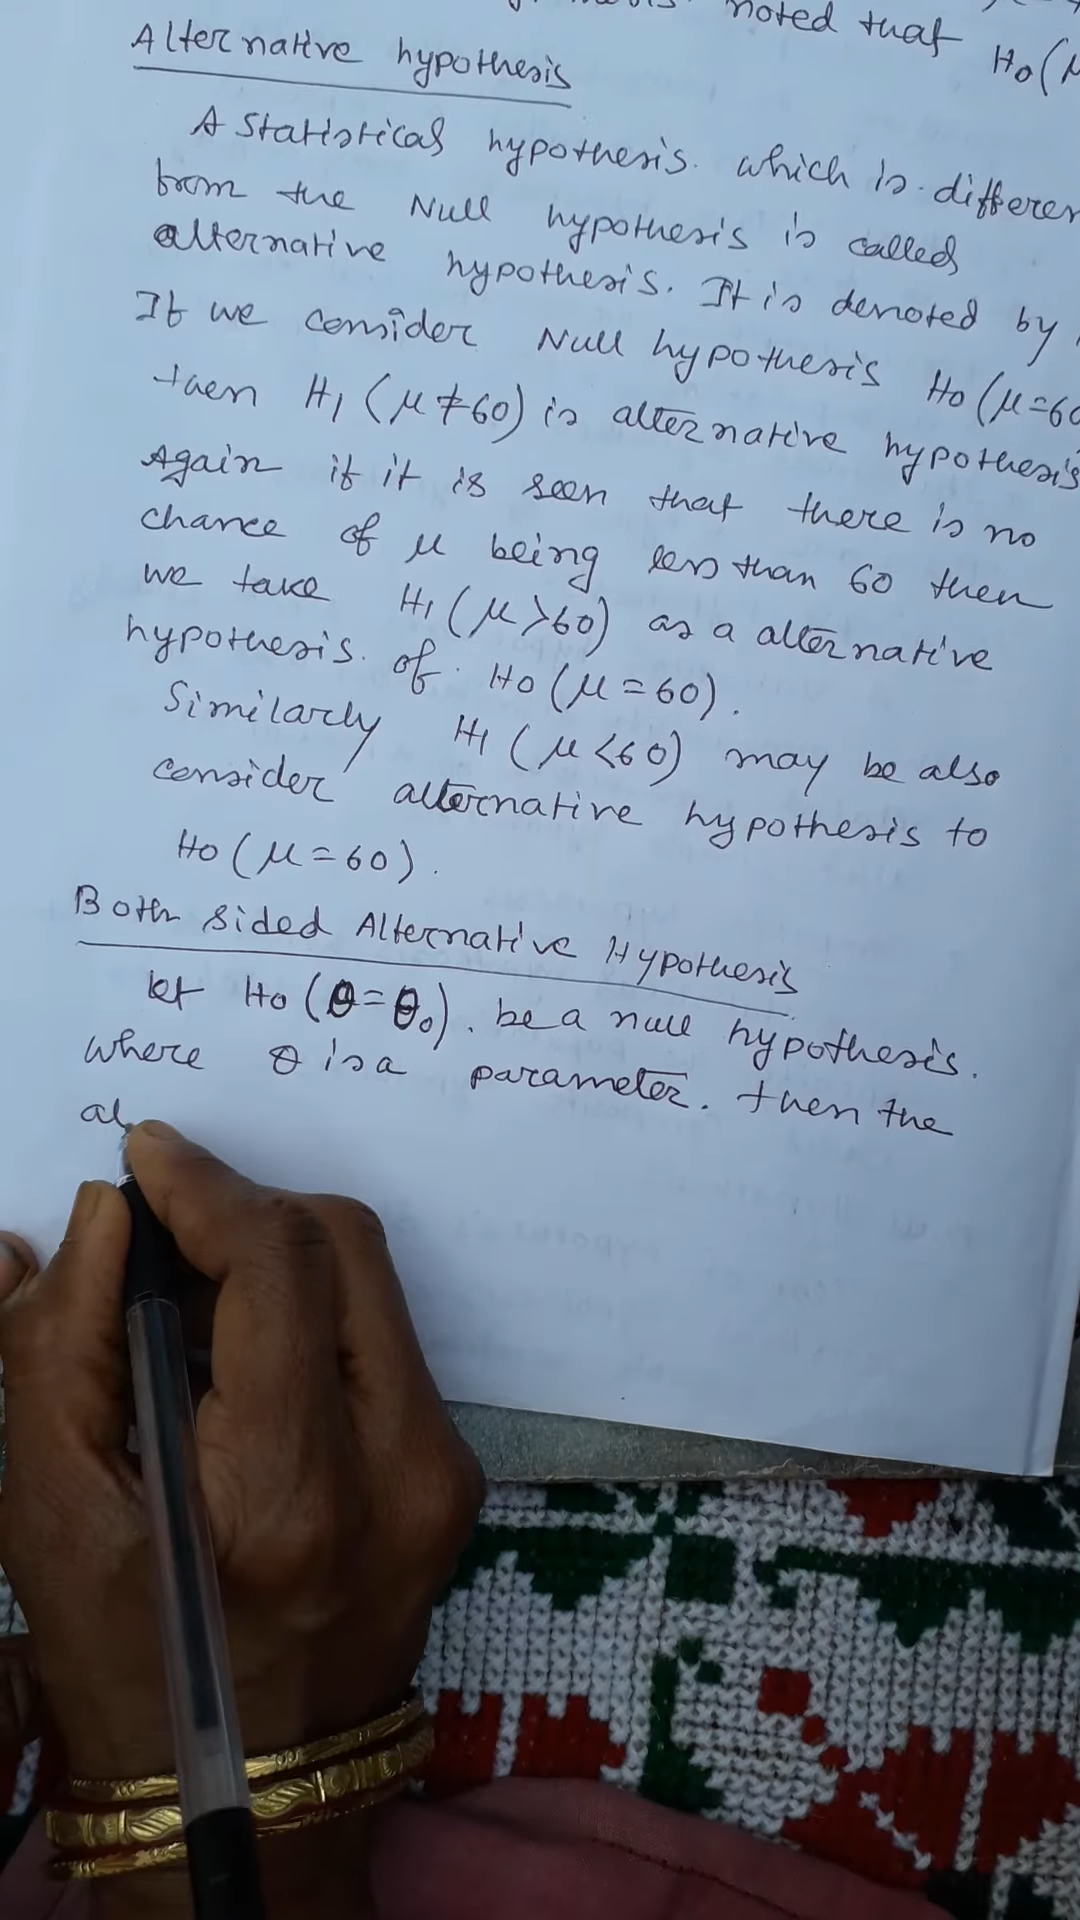 noted that Ho(μ
Alternative hypothesis
A Statistical hypothesis. which is differen
from the Null hypothesis is called
alternative hypothesis. It is denoted by
If we consider Null hypothesis Ho(μ=60
then H1 (μ≠60) is alternative hypothesis
Again if it is seen that there is no
chance of μ being less than 60 then
we take H1 (μ>60) as a alternative
hypothesis. of. Ho (μ=60).
Similarly H1 (μ<60) may be also
consider alternative hypothesis to
Ho (μ=60).
Both sided Alternative Hypothesis
let Ho (θ=θ₀). be a null hypothesis.
where θ is a parameter. then the
al